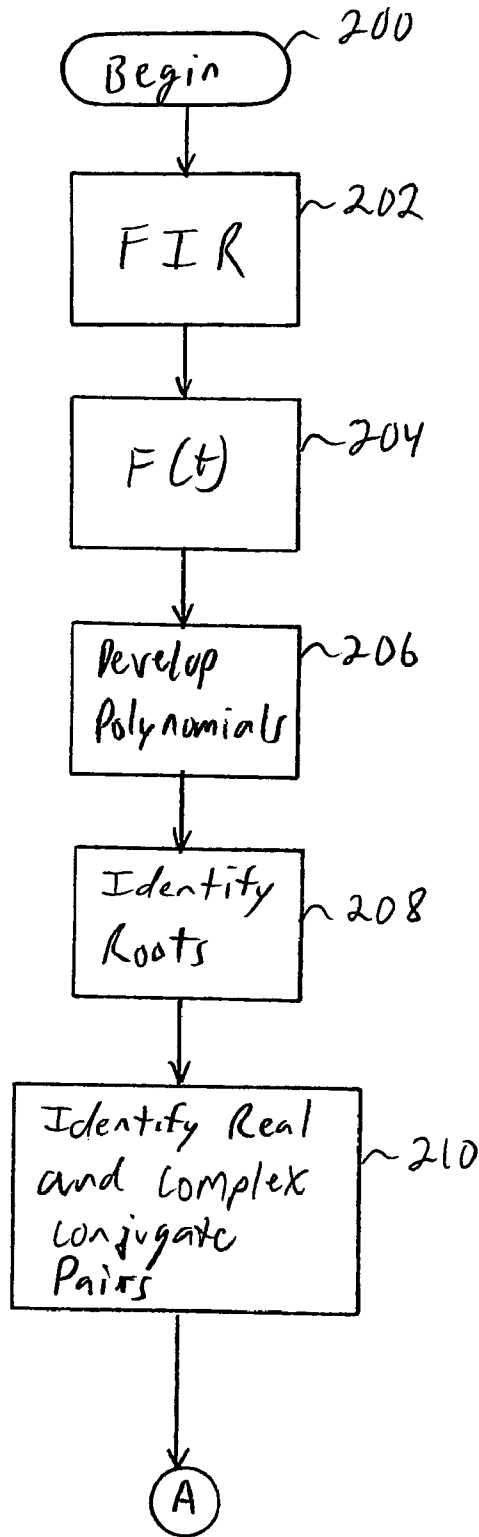 Begin
200
FIR
202
F(t)
204
Develop
Polynomials
206
Identify
Roots
208
Identify Real
and complex
conjugate
Pairs
210
A